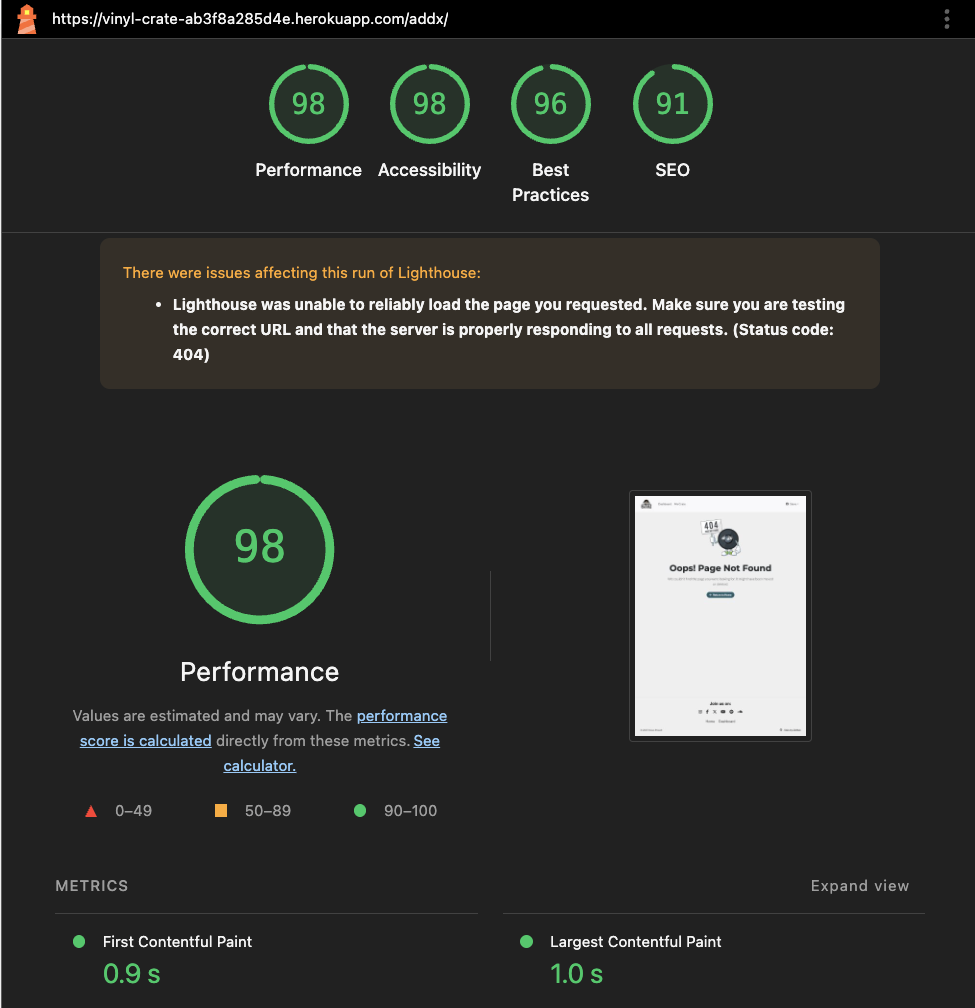 https://vinyl-crate-ab3f8a285d4e.herokuapp.com/addx/
98
98
96
91
Performance
Accessibility
Best
Practices
SEO
There were issues affecting this run of Lighthouse:
• Lighthouse was unable to reliably load the page you requested. Make sure you are testing
the correct URL and that the server is properly responding to all requests. (Status code:
404)
98
Performance
Values are estimated and may vary. The performance
score is calculated directly from these metrics. See
calculator.
0–49
50–89
90–100
404
Oops! Page Not Found
Join us on:
METRICS
Expand view
First Contentful Paint
0.9 s
Largest Contentful Paint
1.0 s